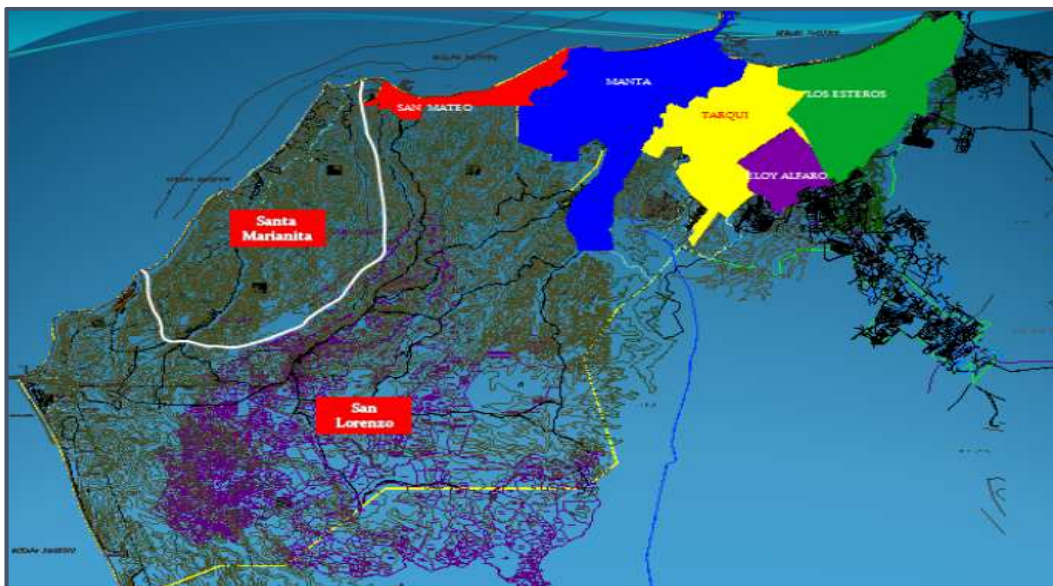 MANTA
LOS ESTEROS
SAN MATEO
TARQUI
ELOY ALFARO
Santa
Marianita
San
Lorenzo